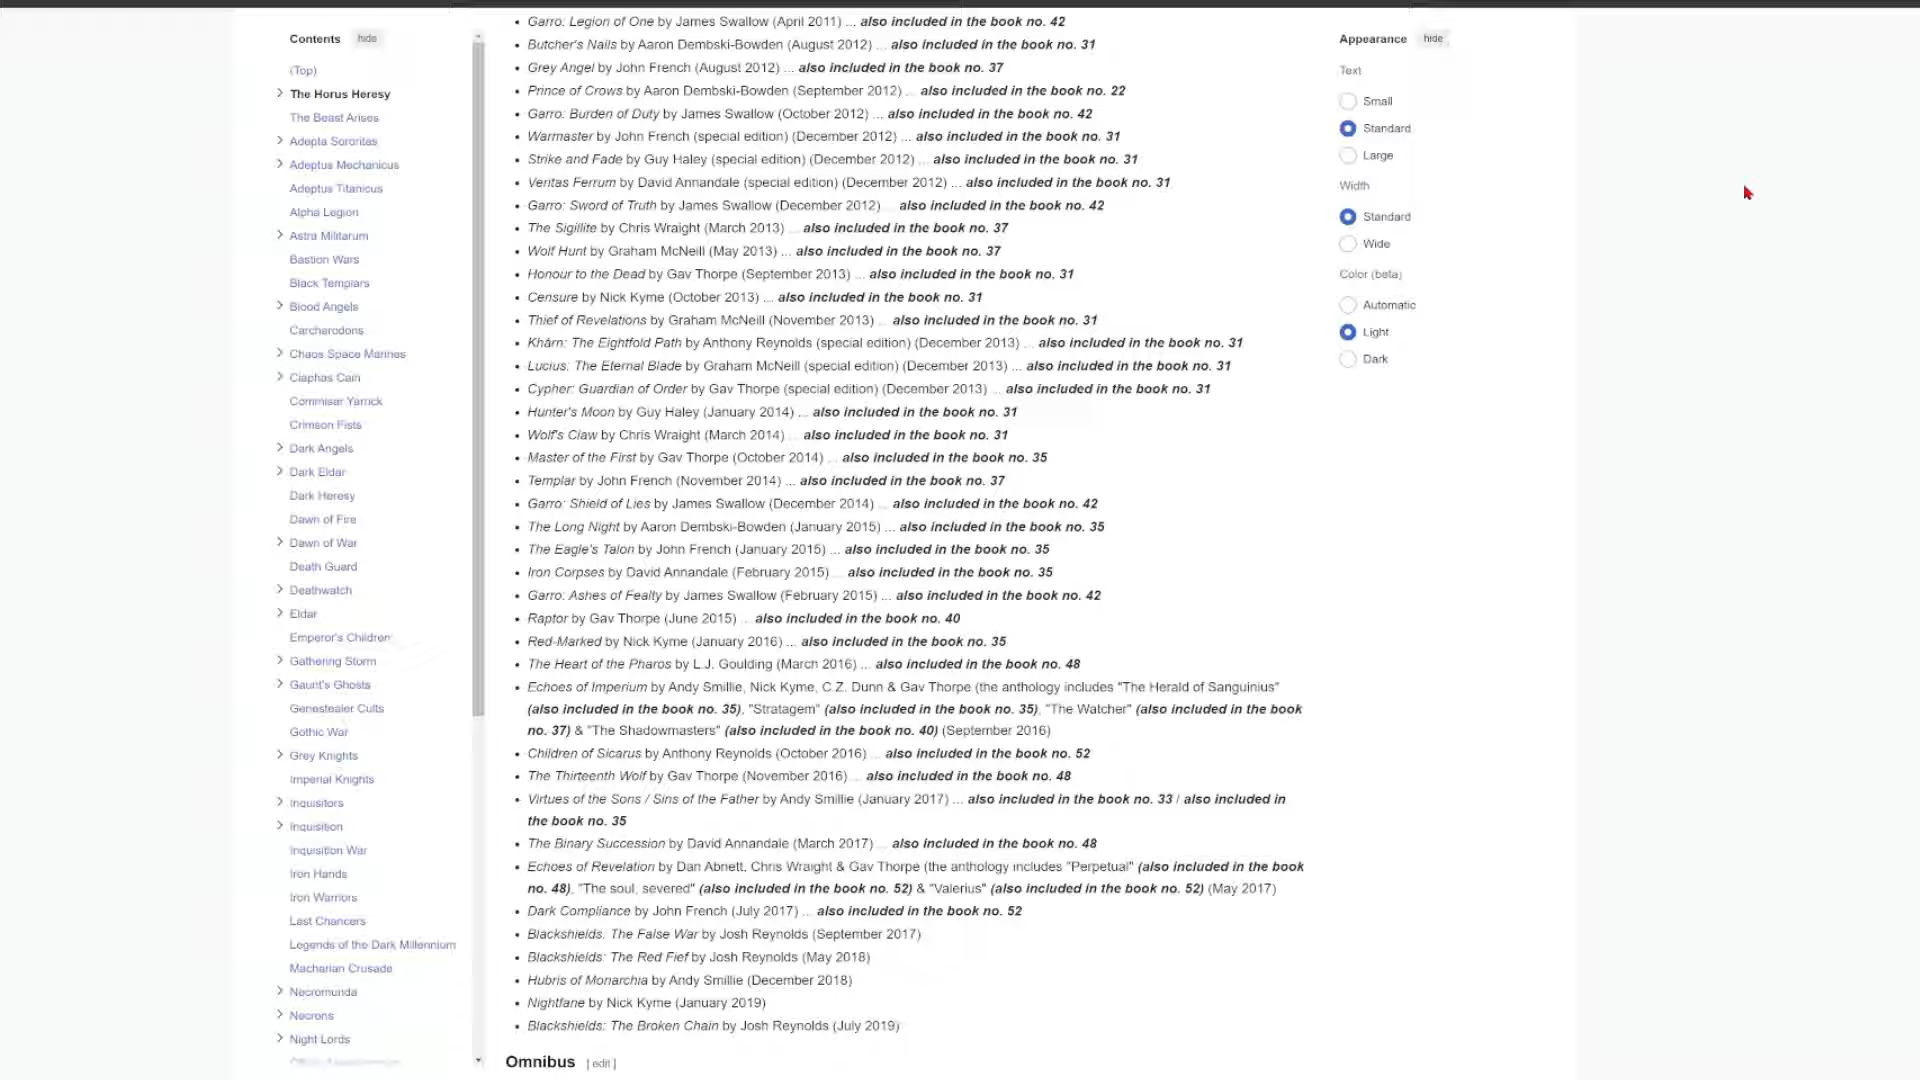 Contents hide
(Top)
The Horus Heresy
The Beast Arises
Adepta Sororitas
Adeptus Mechanicus
Adeptus Titanicus
Alpha Legion
Astra Militarum
Bastion Wars
Black Templars
Blood Angels
Carcharodons
Chaos Space Marines
Ciaphas Cain
Commisar Yarrick
Crimson Fists
Dark Angels
Dark Eldar
Dark Heresy
Dawn of Fire
Dawn of War
Death Guard
Deathwatch
Eldar
Emperor's Children
Gathering Storm
Gaunt's Ghosts
Genestealer Cults
Gothic War
Grey Knights
Imperial Knights
Inquisitors
Inquisition
Inquisition War
Iron Hands
Iron Warriors
Last Chancers
Legends of the Dark Millennium
Macharian Crusade
Necromunda
Necrons
Night Lords
Garro: Legion of One by James Swallow (April 2011) ... also included in the book no. 42
Butcher's Nails by Aaron Dembski-Bowden (August 2012) ... also included in the book no. 31
Grey Angel by John French (August 2012) ... also included in the book no. 37
Prince of Crows by Aaron Dembski-Bowden (September 2012) ... also included in the book no. 22
Garro: Burden of Duty by James Swallow (October 2012) ... also included in the book no. 42
Warmaster by John French (special edition) (December 2012) ... also included in the book no. 31
Strike and Fade by Guy Haley (special edition) (December 2012) ... also included in the book no. 31
Veritas Ferrum by David Annandale (special edition) (December 2012) ... also included in the book no. 31
Garro: Sword of Truth by James Swallow (December 2012) ... also included in the book no. 42
The Sigillite by Chris Wraight (March 2013) ... also included in the book no. 37
Wolf Hunt by Graham McNeill (May 2013) ... also included in the book no. 37
Honour to the Dead by Gav Thorpe (September 2013) ... also included in the book no. 31
Censure by Nick Kyme (October 2013) ... also included in the book no. 31
Thief of Revelations by Graham McNeill (November 2013) ... also included in the book no. 31
Khârn: The Eightfold Path by Anthony Reynolds (special edition) (December 2013) ... also included in the book no. 31
Lucius: The Eternal Blade by Graham McNeill (special edition) (December 2013) ... also included in the book no. 31
Cypher: Guardian of Order by Gav Thorpe (special edition) (December 2013) ... also included in the book no. 31
Hunter's Moon by Guy Haley (January 2014) ... also included in the book no. 31
Wolf's Claw by Chris Wraight (March 2014) ... also included in the book no. 31
Master of the First by Gav Thorpe (October 2014) ... also included in the book no. 35
Templar by John French (November 2014) ... also included in the book no. 37
Garro: Shield of Lies by James Swallow (December 2014) ... also included in the book no. 42
The Long Night by Aaron Dembski-Bowden (January 2015) ... also included in the book no. 35
The Eagle's Talon by John French (January 2015) ... also included in the book no. 35
Iron Corpses by David Annandale (February 2015) ... also included in the book no. 35
Garro: Ashes of Fealty by James Swallow (February 2015) ... also included in the book no. 42
Raptor by Gav Thorpe (June 2015) ... also included in the book no. 40
Red-Marked by Nick Kyme (January 2016) ... also included in the book no. 35
The Heart of the Pharos by L.J. Goulding (March 2016) ... also included in the book no. 48
Echoes of Imperium by Andy Smillie, Nick Kyme, C.Z. Dunn & Gav Thorpe (the anthology includes "The Herald of Sanguinius"
(also included in the book no. 35), "Stratagem" (also included in the book no. 35), "The Watcher" (also included in the book
no. 37) & "The Shadowmasters" (also included in the book no. 40) (September 2016)
Children of Sicarus by Anthony Reynolds (October 2016) ... also included in the book no. 52
The Thirteenth Wolf by Gav Thorpe (November 2016) ... also included in the book no. 48
Virtues of the Sons / Sins of the Father by Andy Smillie (January 2017) ... also included in the book no. 33 / also included in
the book no. 35
The Binary Succession by David Annandale (March 2017) ... also included in the book no. 48
Echoes of Revelation by Dan Abnett, Chris Wraight & Gav Thorpe (the anthology includes "Perpetual" (also included in the book
no. 48), "The soul, severed" (also included in the book no. 52) & "Valerius" (also included in the book no. 52) (May 2017)
Dark Compliance by John French (July 2017) ... also included in the book no. 52
Blackshields: The False War by Josh Reynolds (September 2017)
Blackshields: The Red Fief by Josh Reynolds (May 2018)
Hubris of Monarchia by Andy Smillie (December 2018)
Nightfane by Nick Kyme (January 2019)
Blackshields: The Broken Chain by Josh Reynolds (July 2019)
Omnibus [ edit ]
Appearance hide
Text
Small
Standard
Large
Width
Standard
Wide
Color (beta)
Automatic
Light
Dark